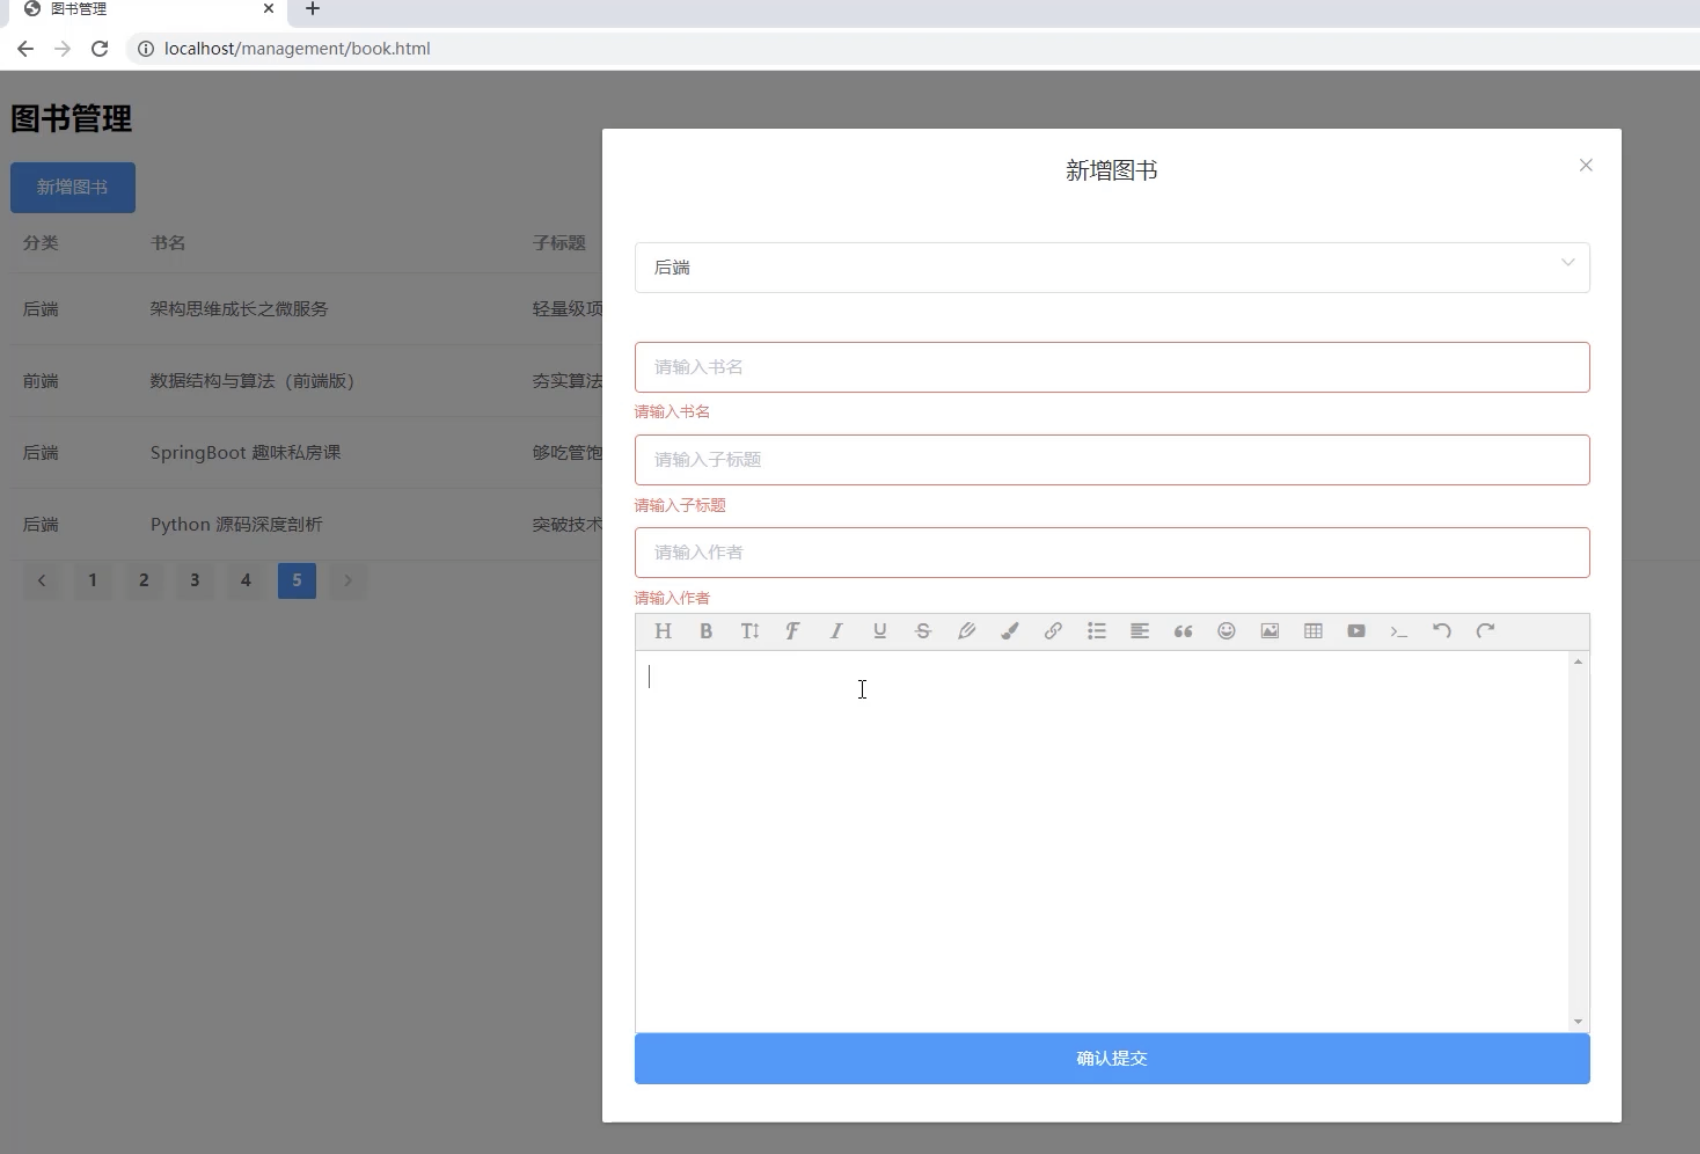 图书管理
localhost/management/book.html
图书管理
新增图书
分类 书名 子标题
后端 架构思维成长之微服务 轻量级项
前端 数据结构与算法（前端版） 夯实算法
后端 SpringBoot 趣味私房课 够吃管饱
后端 Python 源码深度剖析 突破技术
1 2 3 4 5
新增图书
后端
请输入书名
请输入书名
请输入子标题
请输入子标题
请输入作者
请输入作者
确认提交